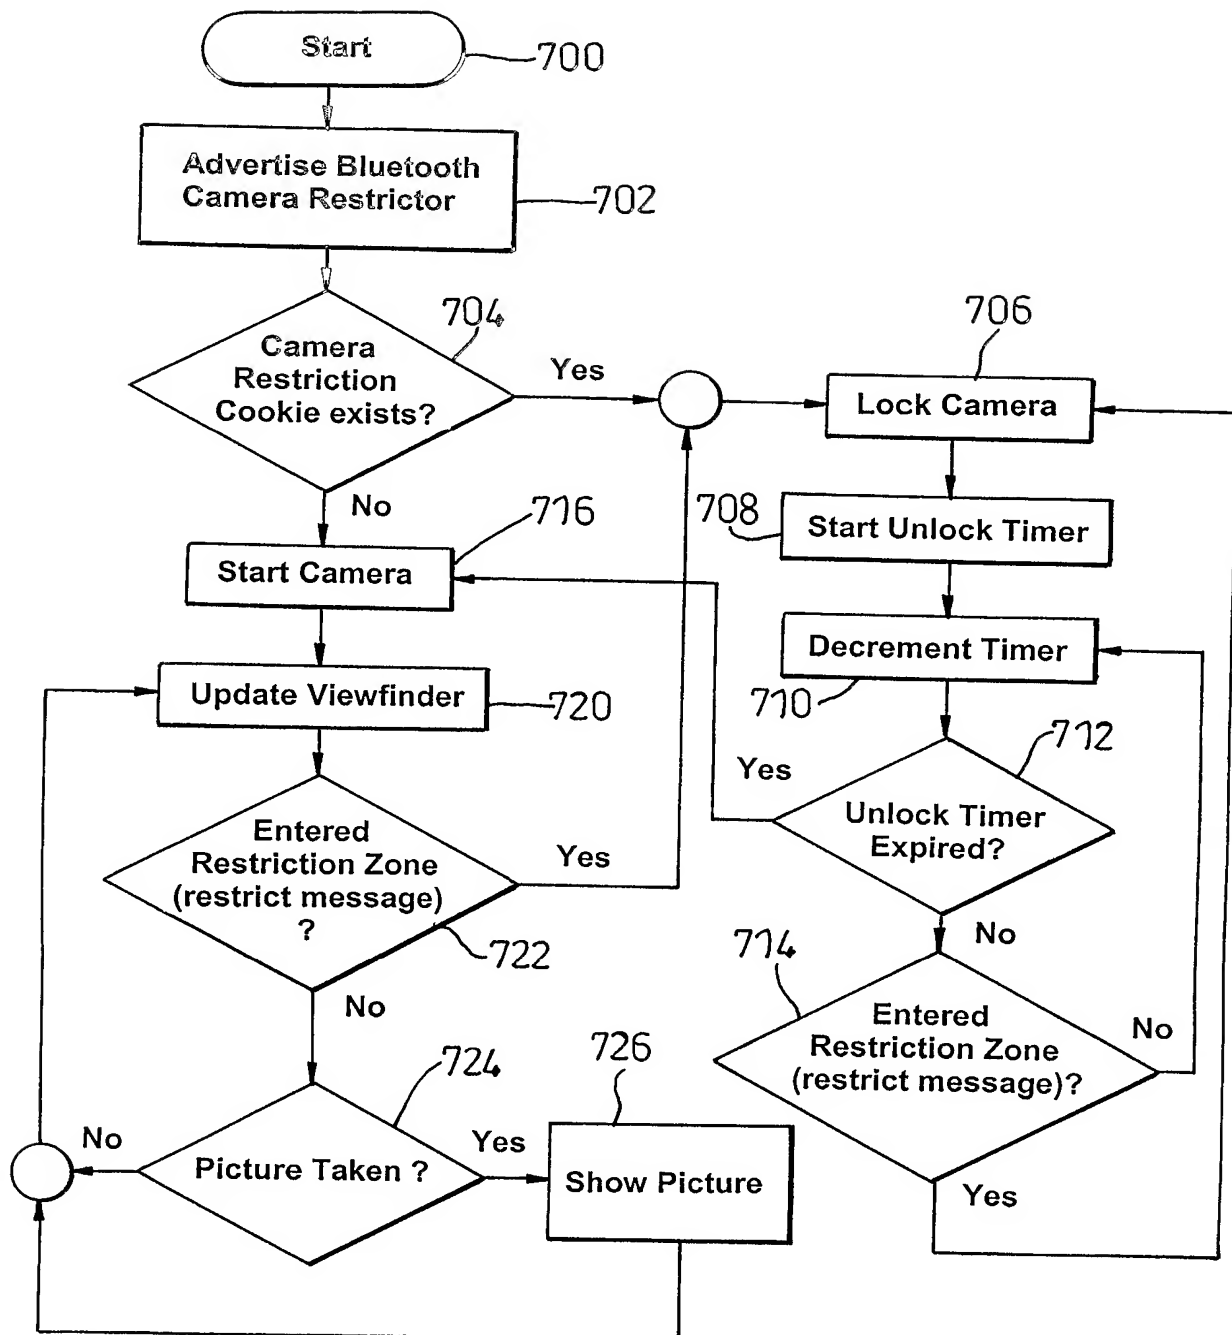 Start
700
Advertise Bluetooth
Camera Restrictor
702
704
Camera
Restriction
Cookie exists?
Yes
706
Lock Camera
No
716
708
Start Unlock Timer
Start Camera
Decrement Timer
710
Update Viewfinder
720
712
Yes
Unlock Timer
Expired?
Entered
Restriction Zone
(restrict message)
?
Yes
722
No
No
714
Entered
Restriction Zone
(restrict message)?
No
Yes
724
726
No
Picture Taken ?
Yes
Show Picture